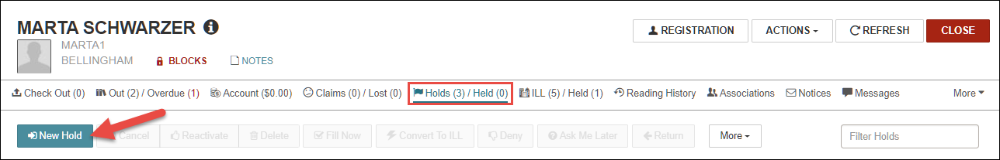 MARTA SCHWARZER
MARTA1
BELLINGHAM BLOCKS NOTES
REGISTRATION ACTIONS REFRESH CLOSE
Check Out (0) Out (2) / Overdue (1) Account ($0.00) Claims (0) / Lost (0) Holds (3) / Held (0) ILL (5) / Held (1) Reading History Associations Notices Messages More
New Hold Cancel Reactivate Delete Fill Now Convert To ILL Deny Ask Me Later Return More Filter Holds